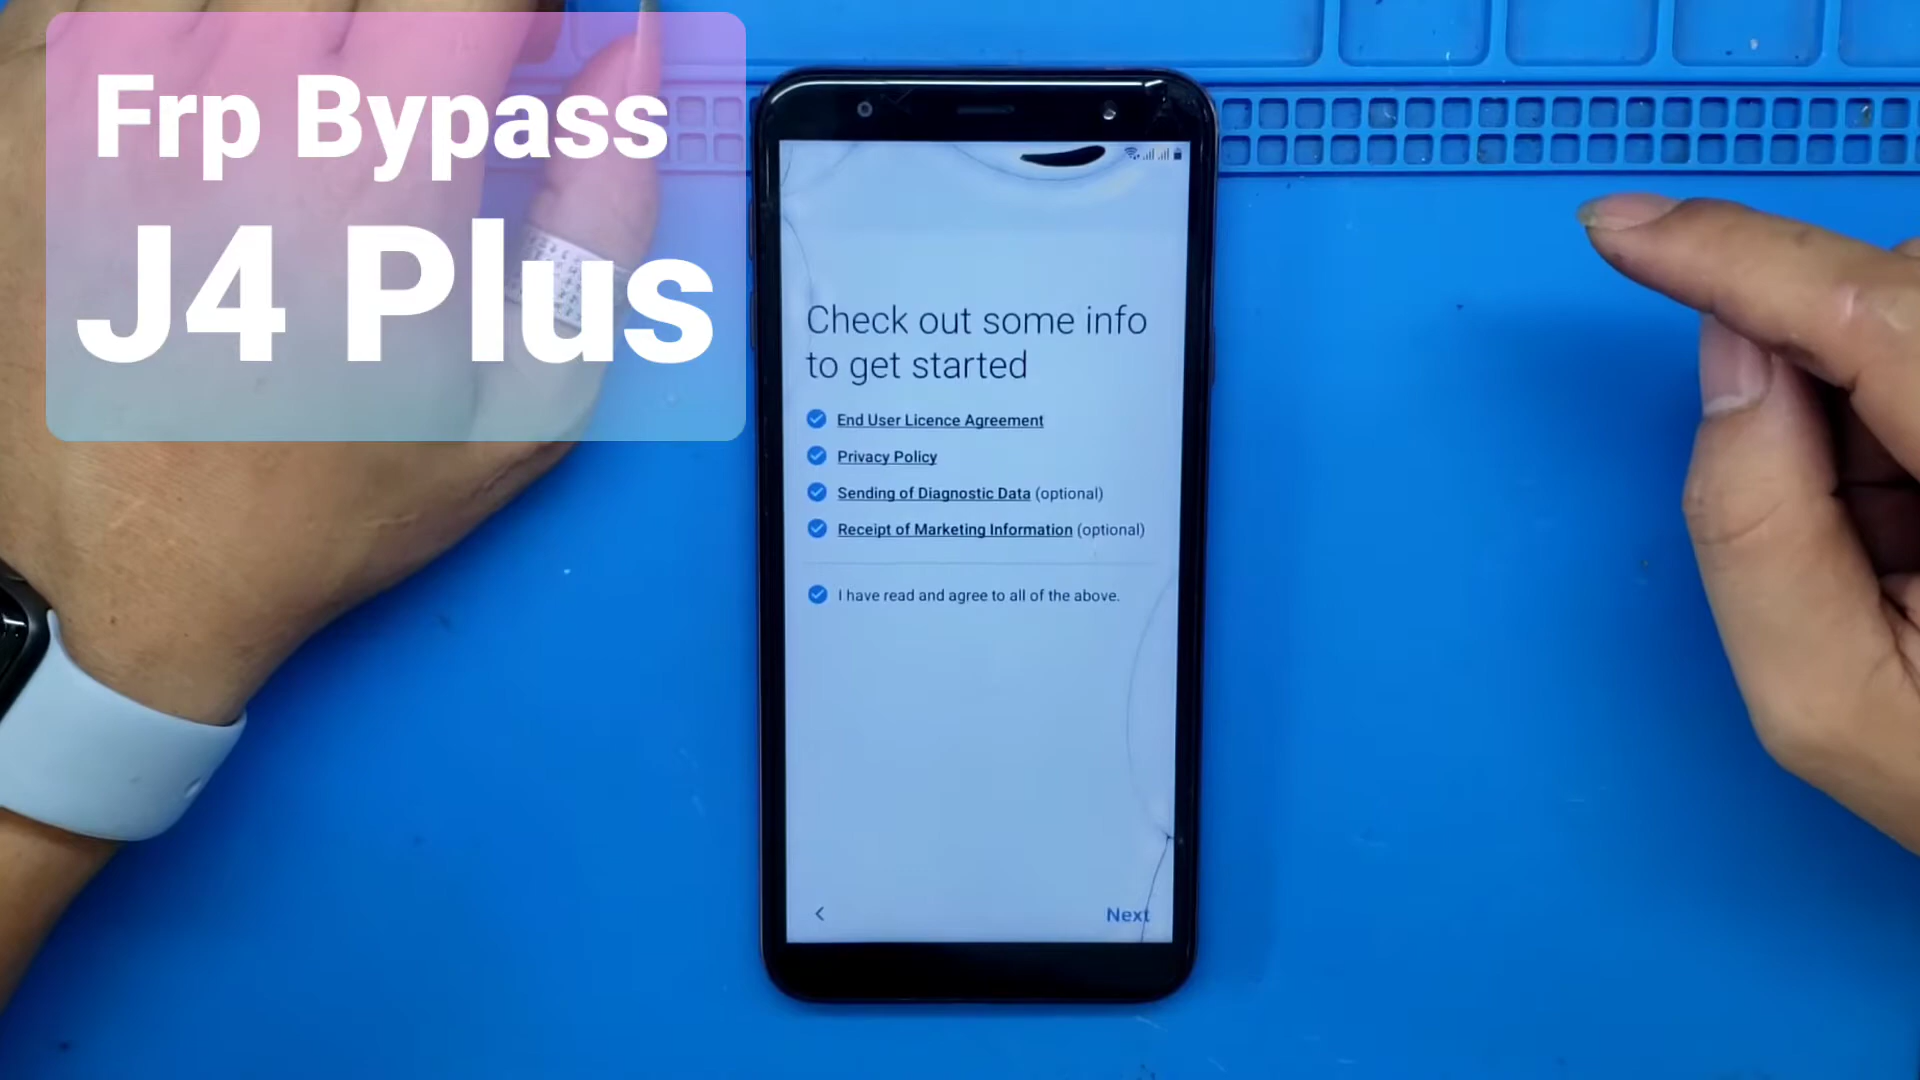 Frp Bypass
J4 Plus
Check out some info
to get started
End User Licence Agreement
Privacy Policy
Sending of Diagnostic Data (optional)
Receipt of Marketing Information (optional)
I have read and agree to all of the above.
Next